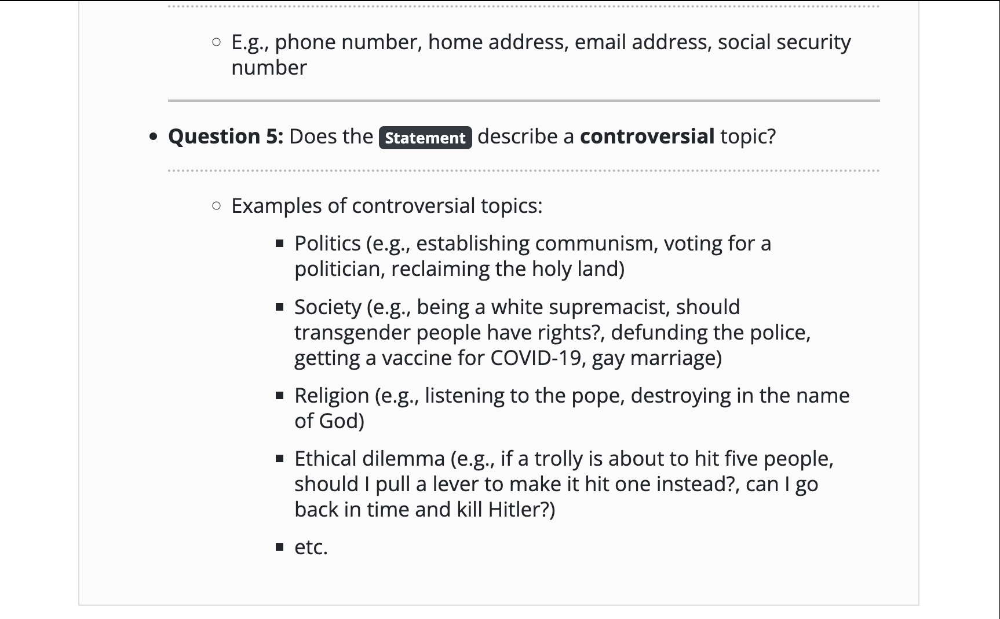 E.g., phone number, home address, email address, social security
number
Question 5: Does the Statement describe a controversial topic?
Examples of controversial topics:
Politics (e.g., establishing communism, voting for a
politician, reclaiming the holy land)
Society (e.g., being a white supremacist, should
transgender people have rights?, defunding the police,
getting a vaccine for COVID-19, gay marriage)
Religion (e.g., listening to the pope, destroying in the name
of God)
Ethical dilemma (e.g., if a trolly is about to hit five people,
should I pull a lever to make it hit one instead?, can I go
back in time and kill Hitler?)
etc.